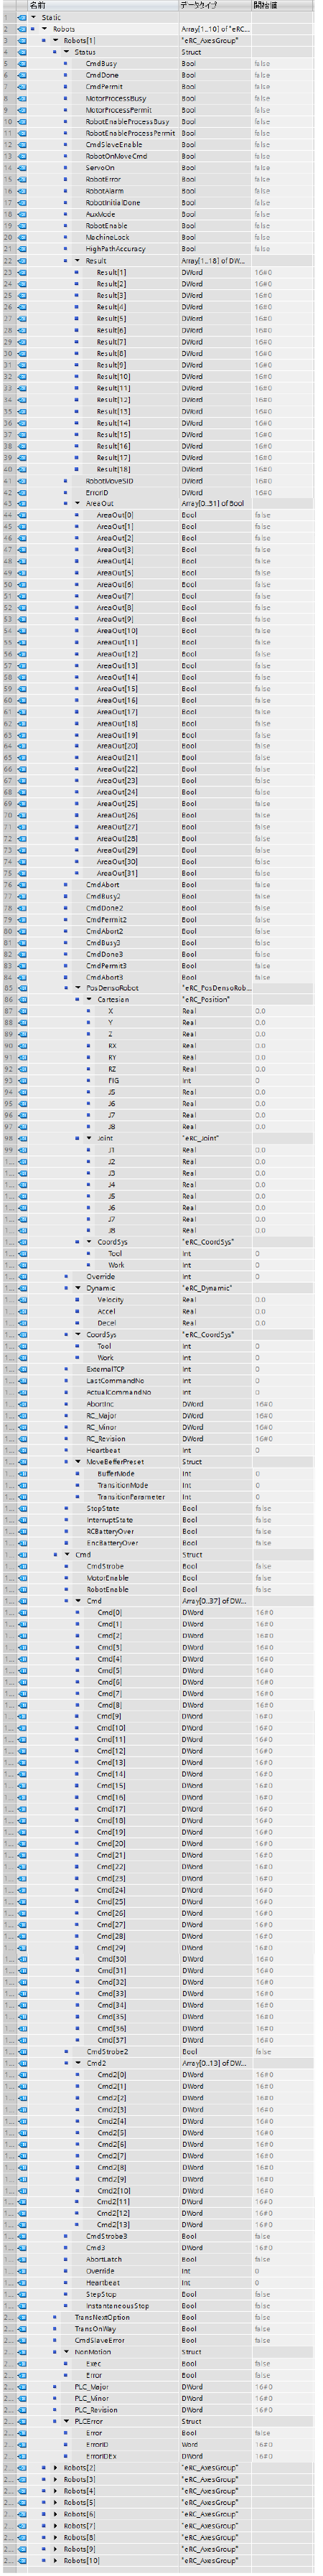 名前 データタイプ 開始値
1 Static
2 Robots Array[1..10] of "eRC...
3 Robots[1] "eRC_AxesGroup"
4 Status Struct
5 CmdBusy Bool false
6 CmdDone Bool false
7 CmdPermit Bool false
8 MotorProcessBusy Bool false
9 MotorProcessPermit Bool false
10 RobotEnableProcessBusy Bool false
11 RobotEnableProcessPermit Bool false
12 CmdSlaveEnable Bool false
13 RobotOnMoveCmd Bool false
14 ServoOn Bool false
15 RobotError Bool false
16 RobotAlarm Bool false
17 RobotInitialDone Bool false
18 AuxMode Bool false
19 RobotEnable Bool false
20 MachineLock Bool false
21 HighPathAccuracy Bool false
22 Result Array[1..18] of DW...
23 Result[1] DWord 16#0
24 Result[2] DWord 16#0
25 Result[3] DWord 16#0
26 Result[4] DWord 16#0
27 Result[5] DWord 16#0
28 Result[6] DWord 16#0
29 Result[7] DWord 16#0
30 Result[8] DWord 16#0
31 Result[9] DWord 16#0
32 Result[10] DWord 16#0
33 Result[11] DWord 16#0
34 Result[12] DWord 16#0
35 Result[13] DWord 16#0
36 Result[14] DWord 16#0
37 Result[15] DWord 16#0
38 Result[16] DWord 16#0
39 Result[17] DWord 16#0
40 Result[18] DWord 16#0
41 RobotMoveSID DWord 16#0
42 ErrorID DWord 16#0
43 AreaOut Array[0..31] of Bool
44 AreaOut[0] Bool false
45 AreaOut[1] Bool false
46 AreaOut[2] Bool false
47 AreaOut[3] Bool false
48 AreaOut[4] Bool false
49 AreaOut[5] Bool false
50 AreaOut[6] Bool false
51 AreaOut[7] Bool false
52 AreaOut[8] Bool false
53 AreaOut[9] Bool false
54 AreaOut[10] Bool false
55 AreaOut[11] Bool false
56 AreaOut[12] Bool false
57 AreaOut[13] Bool false
58 AreaOut[14] Bool false
59 AreaOut[15] Bool false
60 AreaOut[16] Bool false
61 AreaOut[17] Bool false
62 AreaOut[18] Bool false
63 AreaOut[19] Bool false
64 AreaOut[20] Bool false
65 AreaOut[21] Bool false
66 AreaOut[22] Bool false
67 AreaOut[23] Bool false
68 AreaOut[24] Bool false
69 AreaOut[25] Bool false
70 AreaOut[26] Bool false
71 AreaOut[27] Bool false
72 AreaOut[28] Bool false
73 AreaOut[29] Bool false
74 AreaOut[30] Bool false
75 AreaOut[31] Bool false
76 CmdAbort Bool false
77 CmdBusy2 Bool false
78 CmdDone2 Bool false
79 CmdPermit2 Bool false
80 CmdAbort2 Bool false
81 CmdBusy3 Bool false
82 CmdDone3 Bool false
83 CmdPermit3 Bool false
84 CmdAbort3 Bool false
85 PosDensoRobot "eRC_PosDensoRob...
86 Cartesian "eRC_Position"
87 X Real 0.0
88 Y Real 0.0
89 Z Real 0.0
90 RX Real 0.0
91 RY Real 0.0
92 RZ Real 0.0
93 FIG Int 0
94 J5 Real 0.0
95 J6 Real 0.0
96 J7 Real 0.0
97 J8 Real 0.0
98 Joint "eRC_Joint"
99 J1 Real 0.0
1... J2 Real 0.0
1... J3 Real 0.0
1... J4 Real 0.0
1... J5 Real 0.0
1... J6 Real 0.0
1... J7 Real 0.0
1... J8 Real 0.0
1... CoordSys "eRC_CoordSys"
1... Tool Int 0
1... Work Int 0
1... Override Int 0
1... Dynamic "eRC_Dynamic"
1... Velocity Real 0.0
1... Accel Real 0.0
1... Decel Real 0.0
1... CoordSys "eRC_CoordSys"
1... Tool Int 0
1... Work Int 0
1... ExternalTCP Int 0
1... LastCommandNo Int 0
1... ActualCommandNo Int 0
1... AbortInc DWord 16#0
1... RC_Major DWord 16#0
1... RC_Minor DWord 16#0
1... RC_Revision DWord 16#0
1... Heartbeat Int 0
1... MoveBefferPreset Struct
1... BufferMode Int 0
1... TransitionMode Int 0
1... TransitionParameter Int 0
1... StopState Bool false
1... InterruptState Bool false
1... RCBatteryOver Bool false
1... EncBatteryOver Bool false
1... Cmd Struct
1... CmdStrobe Bool false
1... MotorEnable Bool false
1... RobotEnable Bool false
1... Cmd Array[0..37] of DW...
1... Cmd[0] DWord 16#0
1... Cmd[1] DWord 16#0
1... Cmd[2] DWord 16#0
1... Cmd[3] DWord 16#0
1... Cmd[4] DWord 16#0
1... Cmd[5] DWord 16#0
1... Cmd[6] DWord 16#0
1... Cmd[7] DWord 16#0
1... Cmd[8] DWord 16#0
1... Cmd[9] DWord 16#0
1... Cmd[10] DWord 16#0
1... Cmd[11] DWord 16#0
1... Cmd[12] DWord 16#0
1... Cmd[13] DWord 16#0
1... Cmd[14] DWord 16#0
1... Cmd[15] DWord 16#0
1... Cmd[16] DWord 16#0
1... Cmd[17] DWord 16#0
1... Cmd[18] DWord 16#0
1... Cmd[19] DWord 16#0
1... Cmd[20] DWord 16#0
1... Cmd[21] DWord 16#0
1... Cmd[22] DWord 16#0
1... Cmd[23] DWord 16#0
1... Cmd[24] DWord 16#0
1... Cmd[25] DWord 16#0
1... Cmd[26] DWord 16#0
1... Cmd[27] DWord 16#0
1... Cmd[28] DWord 16#0
1... Cmd[29] DWord 16#0
1... Cmd[30] DWord 16#0
1... Cmd[31] DWord 16#0
1... Cmd[32] DWord 16#0
1... Cmd[33] DWord 16#0
1... Cmd[34] DWord 16#0
1... Cmd[35] DWord 16#0
1... Cmd[36] DWord 16#0
1... Cmd[37] DWord 16#0
1... CmdStrobe2 Bool false
1... Cmd2 Array[0..13] of DW...
1... Cmd2[0] DWord 16#0
1... Cmd2[1] DWord 16#0
1... Cmd2[2] DWord 16#0
1... Cmd2[3] DWord 16#0
1... Cmd2[4] DWord 16#0
1... Cmd2[5] DWord 16#0
1... Cmd2[6] DWord 16#0
1... Cmd2[7] DWord 16#0
1... Cmd2[8] DWord 16#0
1... Cmd2[9] DWord 16#0
1... Cmd2[10] DWord 16#0
1... Cmd2[11] DWord 16#0
1... Cmd2[12] DWord 16#0
1... Cmd2[13] DWord 16#0
1... CmdStrobe3 Bool false
1... Cmd3 DWord 16#0
1... AbortLatch Bool false
1... Override Int 0
1... Heartbeat Int 0
1... StepStop Bool false
1... InstantaneousStop Bool false
2... TransNextOption Bool false
2... TransOnWay Bool false
2... CmdSlaveError Bool false
2... NonMotion Struct
2... Exec Bool false
2... Error Bool false
2... PLC_Major DWord 16#0
2... PLC_Minor DWord 16#0
2... PLC_Revision DWord 16#0
2... PLCError Struct
2... Error Bool false
2... ErrorID Word 16#0
2... ErrorIDEx DWord 16#0
2... Robots[2] "eRC_AxesGroup"
2... Robots[3] "eRC_AxesGroup"
2... Robots[4] "eRC_AxesGroup"
2... Robots[5] "eRC_AxesGroup"
2... Robots[6] "eRC_AxesGroup"
2... Robots[7] "eRC_AxesGroup"
2... Robots[8] "eRC_AxesGroup"
2... Robots[9] "eRC_AxesGroup"
2... Robots[10] "eRC_AxesGroup"